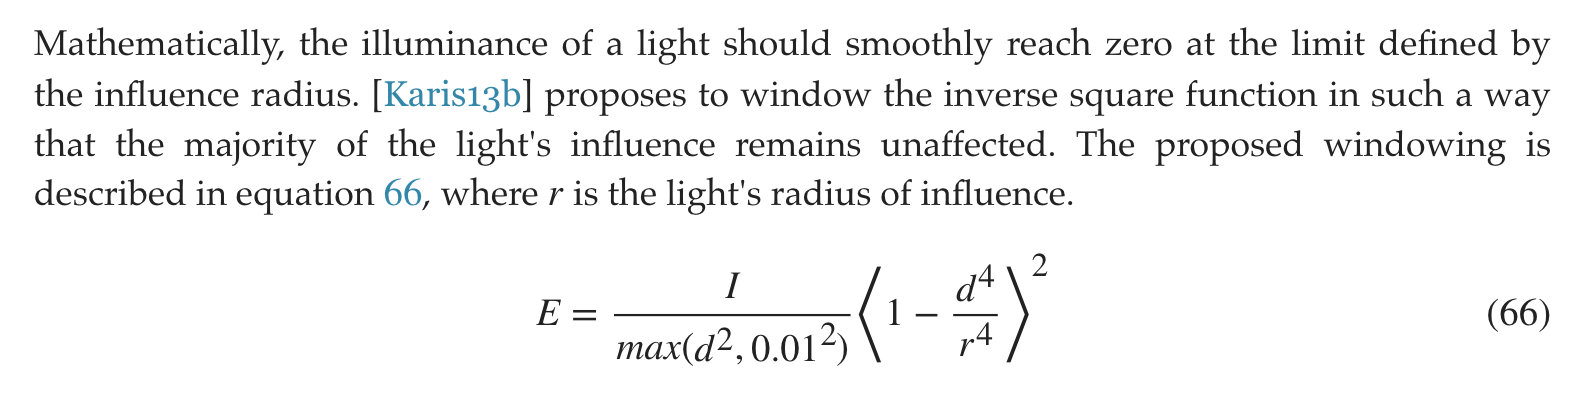 Mathematically, the illuminance of a light should smoothly reach zero at the limit defined by
the influence radius. [Karis13b] proposes to window the inverse square function in such a way
that the majority of the light's influence remains unaffected. The proposed windowing is
described in equation 66, where r is the light's radius of influence.
E = \frac{I}{max(d^2, 0.01^2)} \left\langle 1 - \frac{d^4}{r^4} \right\rangle^2 (66)